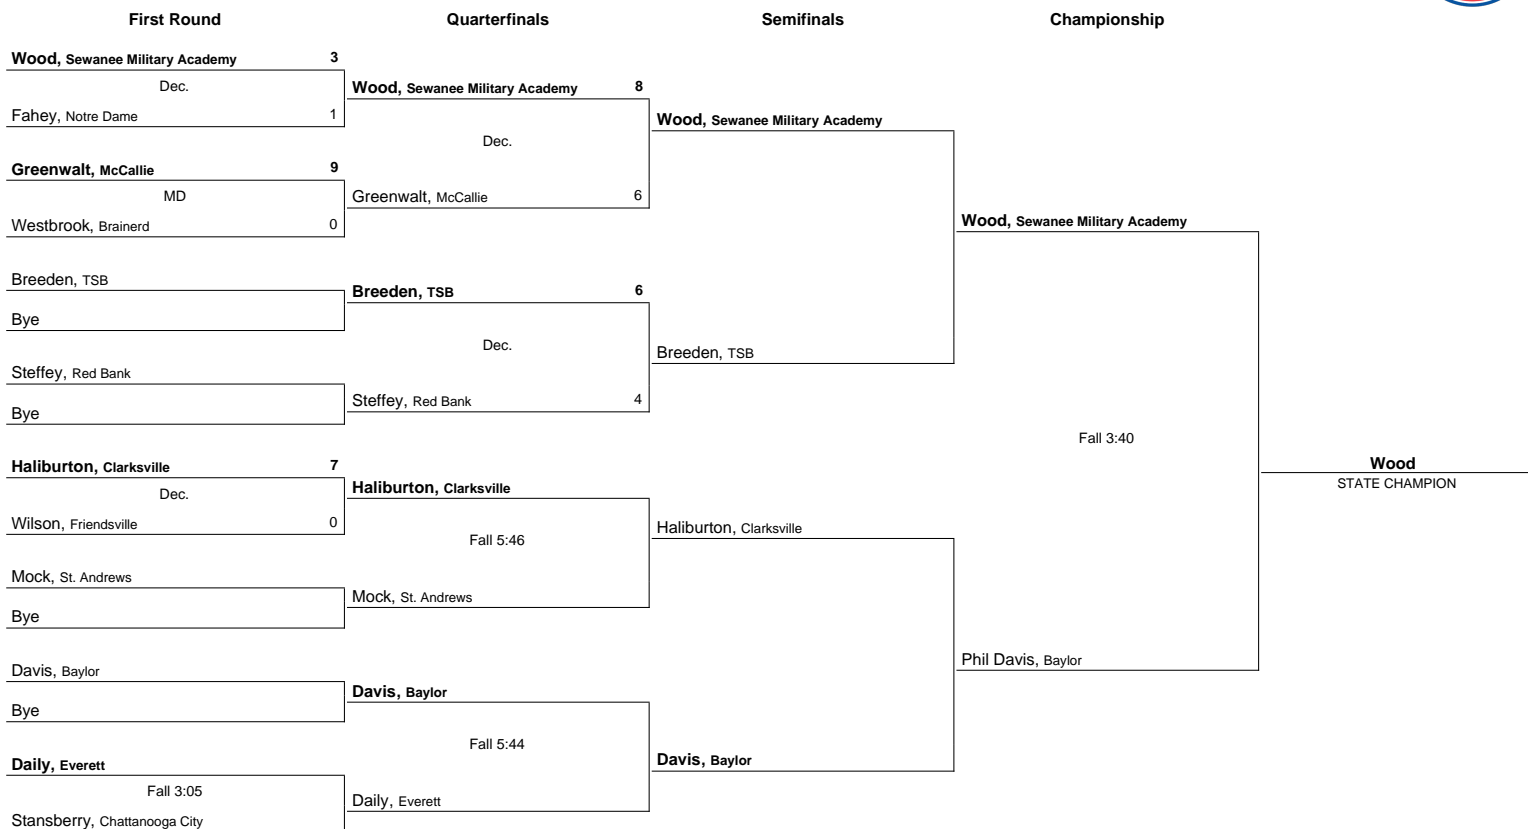 First Round Quarterfinals Semifinals Championship
Wood, Sewanee Military Academy 3
Dec.
Fahey, Notre Dame 1
Greenwalt, McCallie 9
MD
Westbrook, Brainerd 0
Breeden, TSB
Bye
Steffey, Red Bank
Bye
Haliburton, Clarksville 7
Dec.
Wilson, Friendsville 0
Mock, St. Andrews
Bye
Davis, Baylor
Bye
Daily, Everett
Fall 3:05
Stansberry, Chattanooga City
Wood, Sewanee Military Academy 8
Dec.
Greenwalt, McCallie 6
Breeden, TSB 6
Dec.
Steffey, Red Bank 4
Haliburton, Clarksville
Fall 5:46
Mock, St. Andrews
Davis, Baylor
Fall 5:44
Daily, Everett
Wood, Sewanee Military Academy
Breeden, TSB
Haliburton, Clarksville
Davis, Baylor
Wood, Sewanee Military Academy
Fall 3:40
Phil Davis, Baylor
Wood
STATE CHAMPION